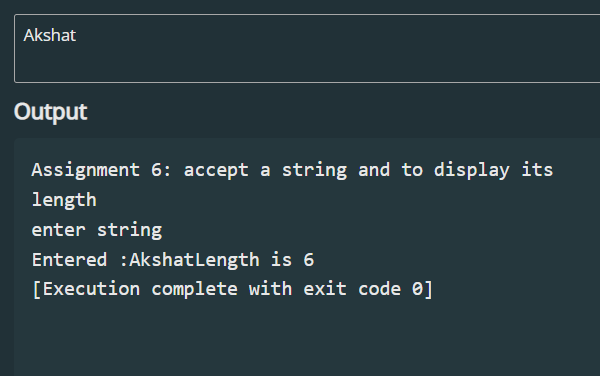 Akshat
Output
Assignment 6: accept a string and to display its
length
enter string
Entered :AkshatLength is 6
[Execution complete with exit code 0]